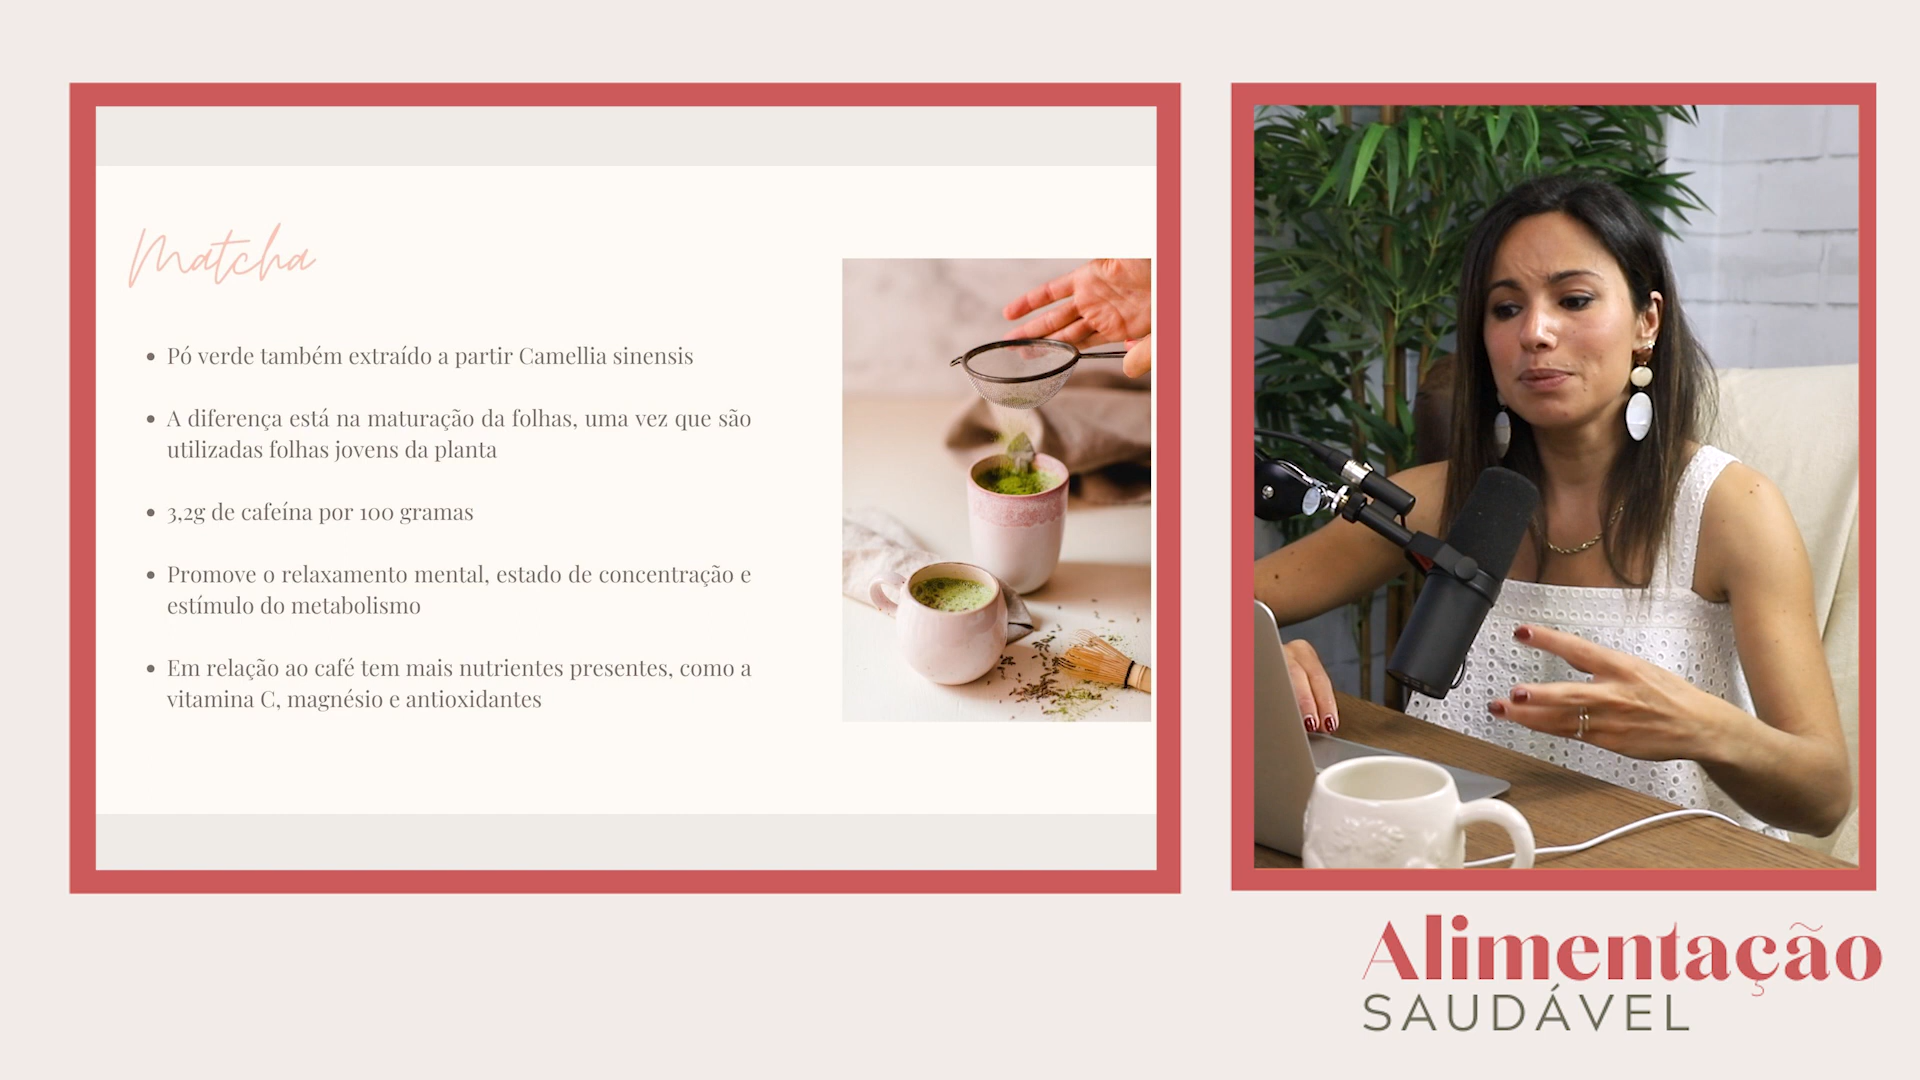 Matcha
• Pó verde também extraído a partir Camellia sinensis
• A diferença está na maturação da folhas, uma vez que são
utilizadas folhas jovens da planta
• 3,2g de cafeína por 100 gramas
• Promove o relaxamento mental, estado de concentração e
estímulo do metabolismo
• Em relação ao café tem mais nutrientes presentes, como a
vitamina C, magnésio e antioxidantes
Alimentação
SAUDÁVEL